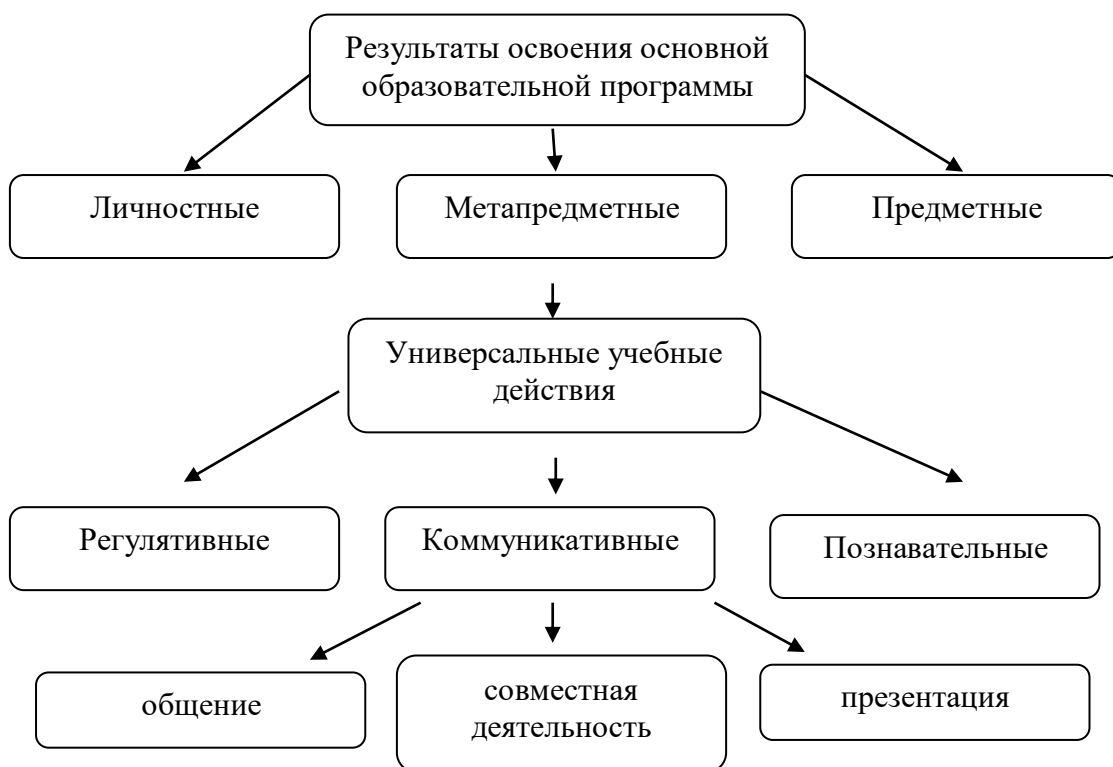 Результаты освоения основной
образовательной программы
Личностные
Метапредметные
Предметные
Универсальные учебные
действия
Регулятивные
Коммуникативные
Познавательные
общение
совместная
деятельность
презентация